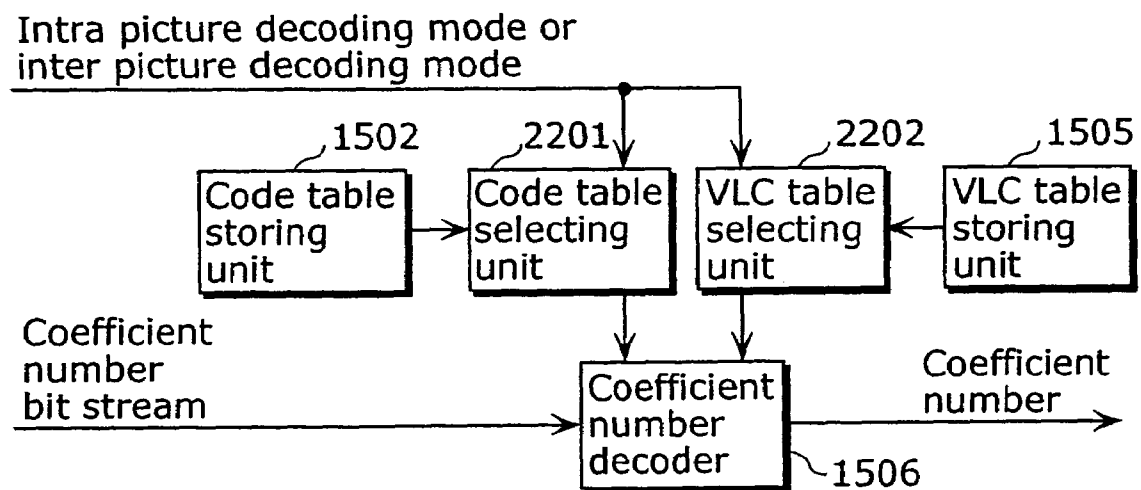 Intra picture decoding mode or
inter picture decoding mode
1502
2201
2202
1505
Code table
storing
unit
Code table
selecting
unit
VLC table
selecting
unit
VLC table
storing
unit
Coefficient
number
bit stream
Coefficient
number
decoder
Coefficient
number
1506